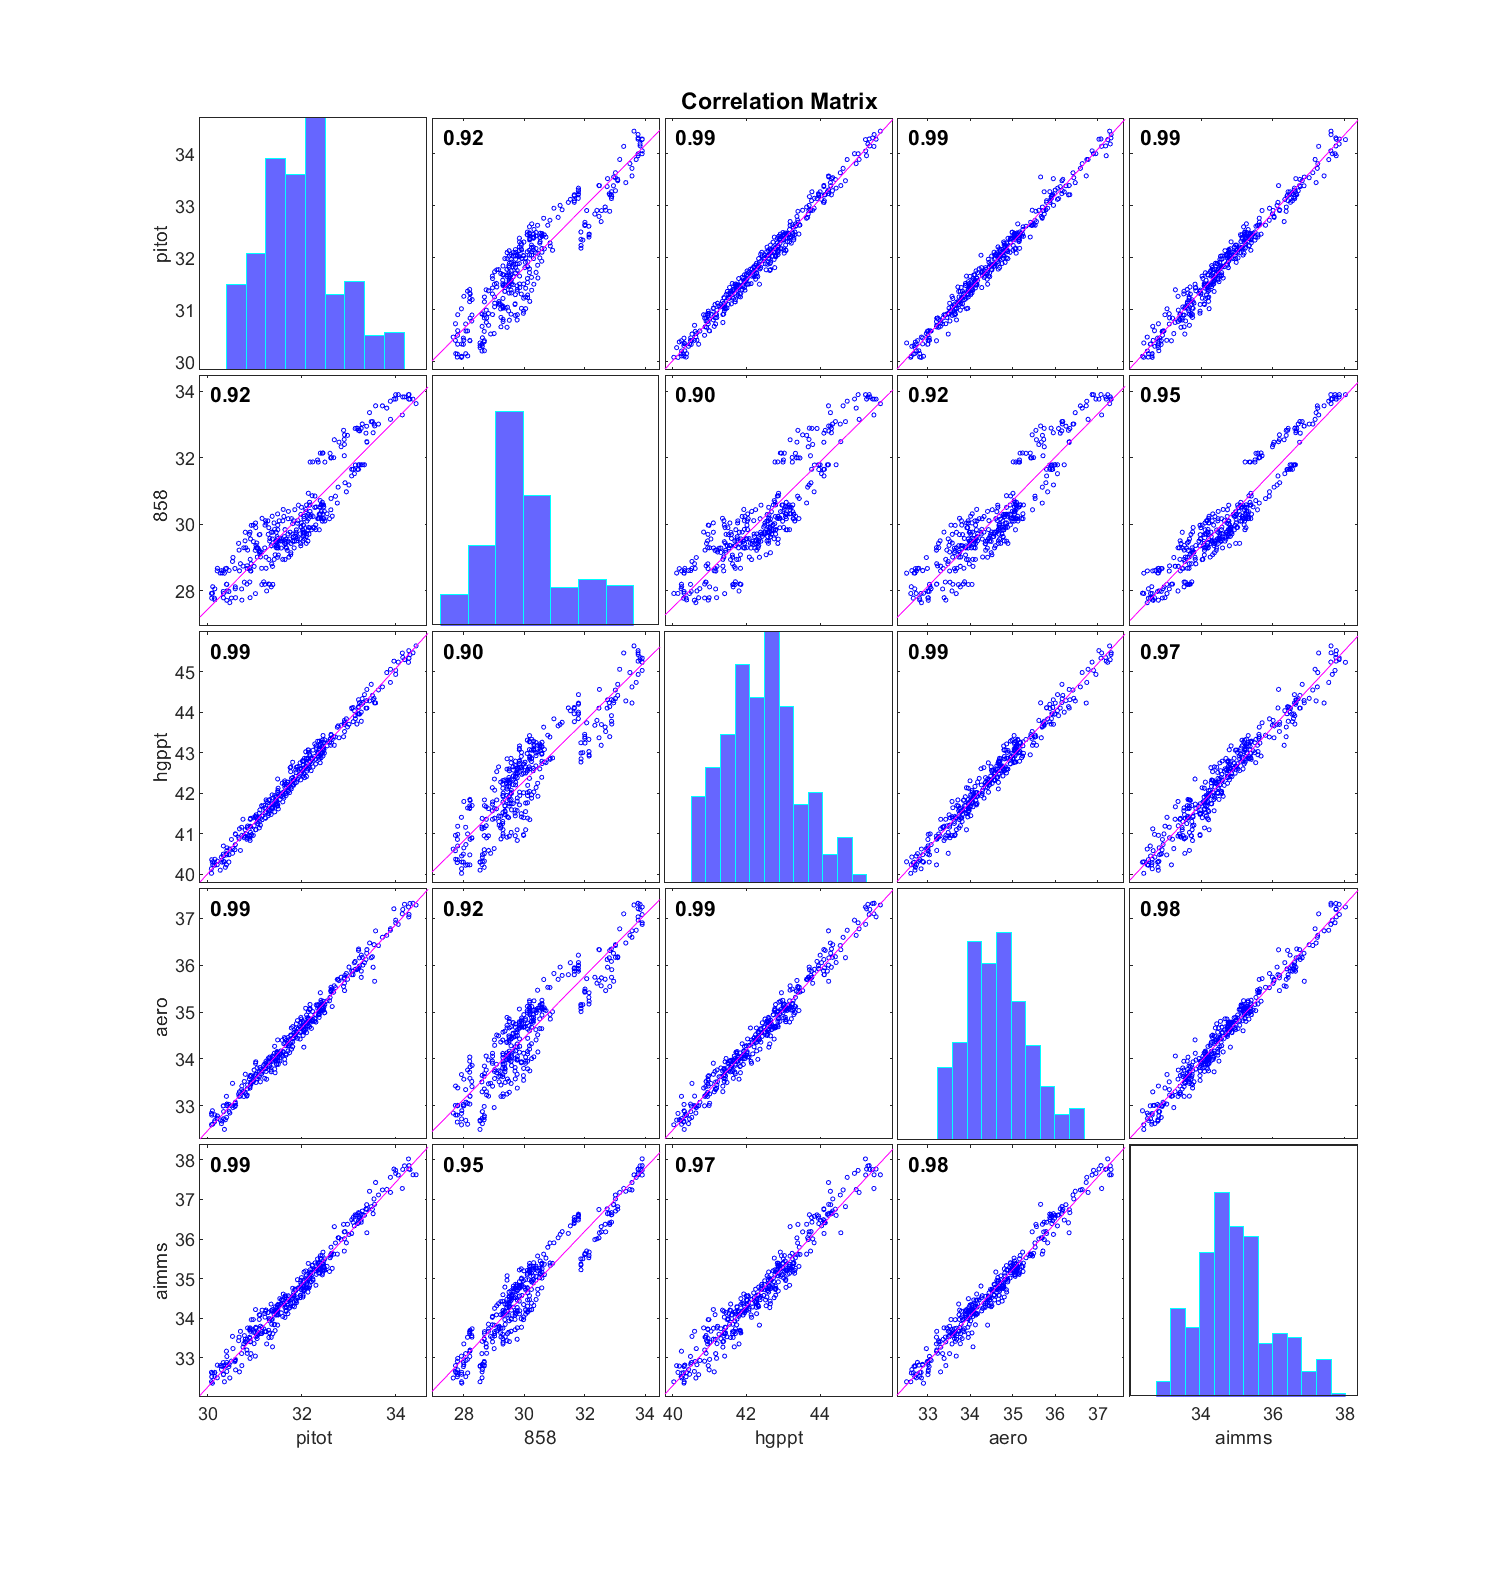 Correlation Matrix
0.92 0.99 0.99 0.99
34
33
32
31
30
pitot
0.92 0.90 0.92 0.95
34
32
30
28
858
0.99 0.90 0.99 0.97
45
44
43
42
41
40
hgppt
0.99 0.92 0.99 0.98
37
36
35
34
33
aero
0.99 0.95 0.97 0.98
38
37
36
35
34
33
aimms
30 32 34 28 30 32 34 40 42 44 33 34 35 36 37 34 36 38
pitot 858 hgppt aero aimms